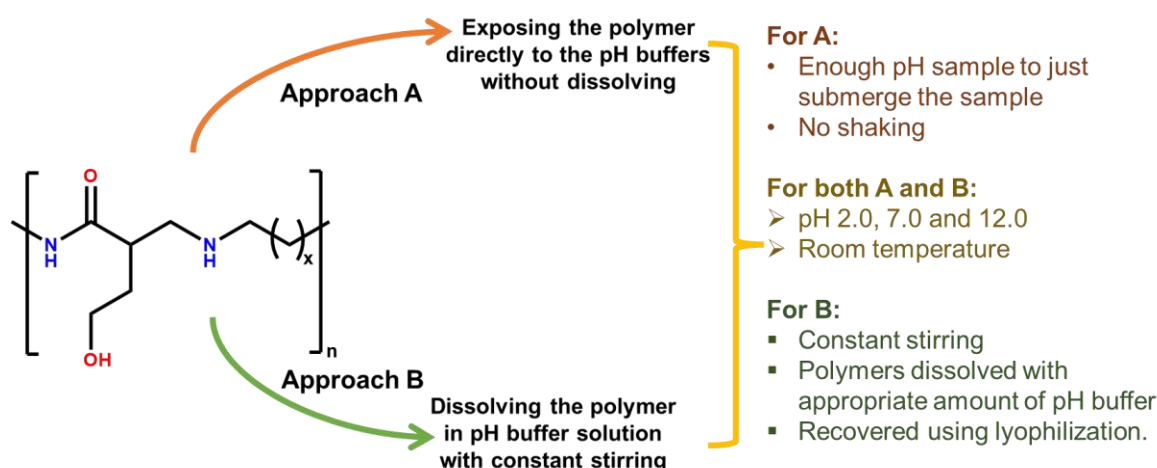 Exposing the polymer
directly to the pH buffers
without dissolving
Approach A
For A:
• Enough pH sample to just
submerge the sample
• No shaking
For both A and B:
➢ pH 2.0, 7.0 and 12.0
➢ Room temperature
For B:
▪ Constant stirring
▪ Polymers dissolved with
appropriate amount of pH buffer
▪ Recovered using lyophilization.
O
N
H
N
H
x
OH
n
Approach B
Dissolving the polymer
in pH buffer solution
with constant stirring